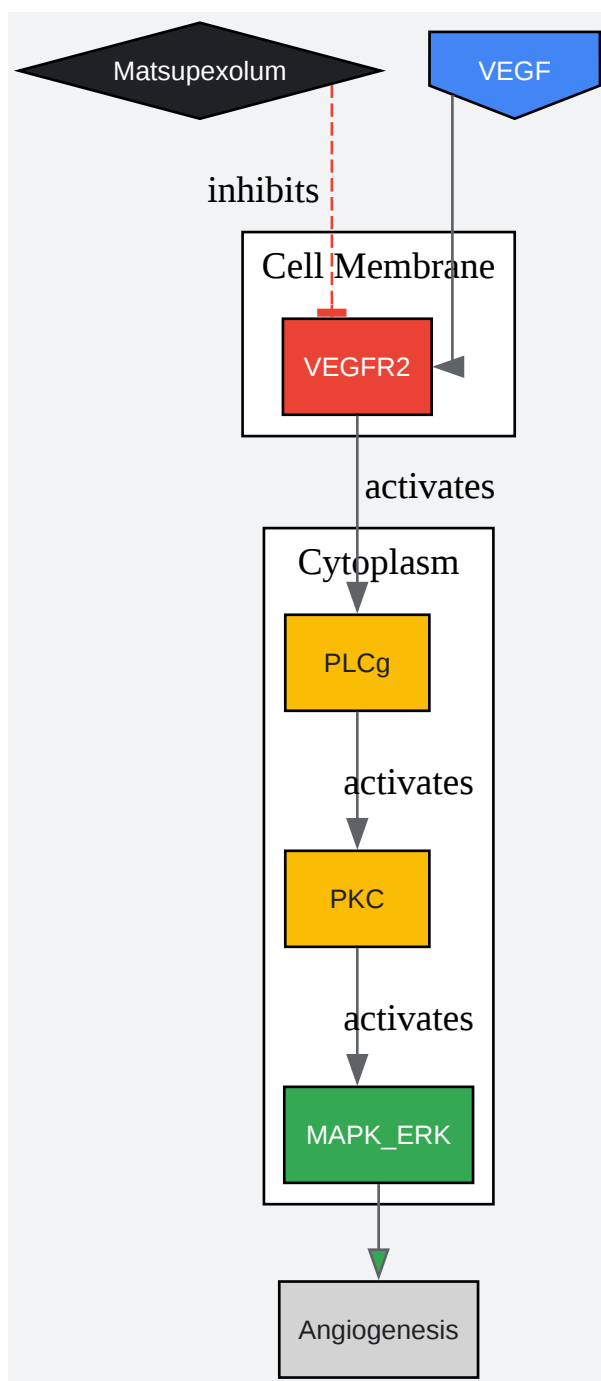 Matsupexolum
VEGF
inhibits
Cell Membrane
VEGFR2
activates
Cytoplasm
PLCg
activates
PKC
activates
MAPK_ERK
Angiogenesis